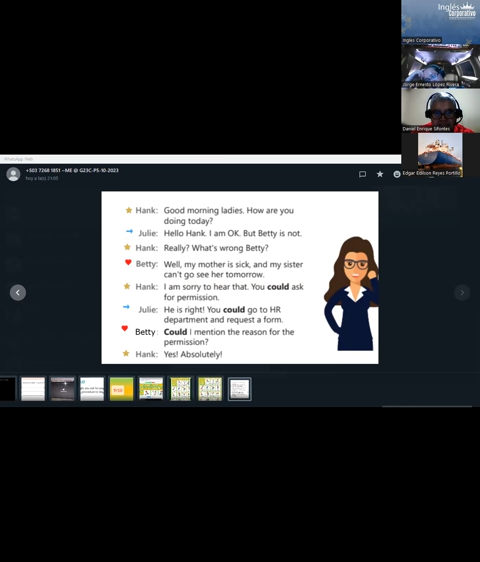 Inglés
Corporativo
Inglés Corporativo
Jorge Ernesto López Rivera
Daniel Enrique Sifontes
Edgar Edilson Reyes Portillo
WhatsApp Web
+503 7268 1851 ~ME @ G23C-PS-10-2023
hoy a la(s) 21:03
Hank: Good morning ladies. How are you
doing today?
Julie: Hello Hank. I am OK. But Betty is not.
Hank: Really? What's wrong Betty?
Betty: Well, my mother is sick, and my sister
can't go see her tomorrow.
Hank: I am sorry to hear that. You could ask
for permission.
Julie: He is right! You could go to HR
department and request a form.
Betty: Could I mention the reason for the
permission?
Hank: Yes! Absolutely!